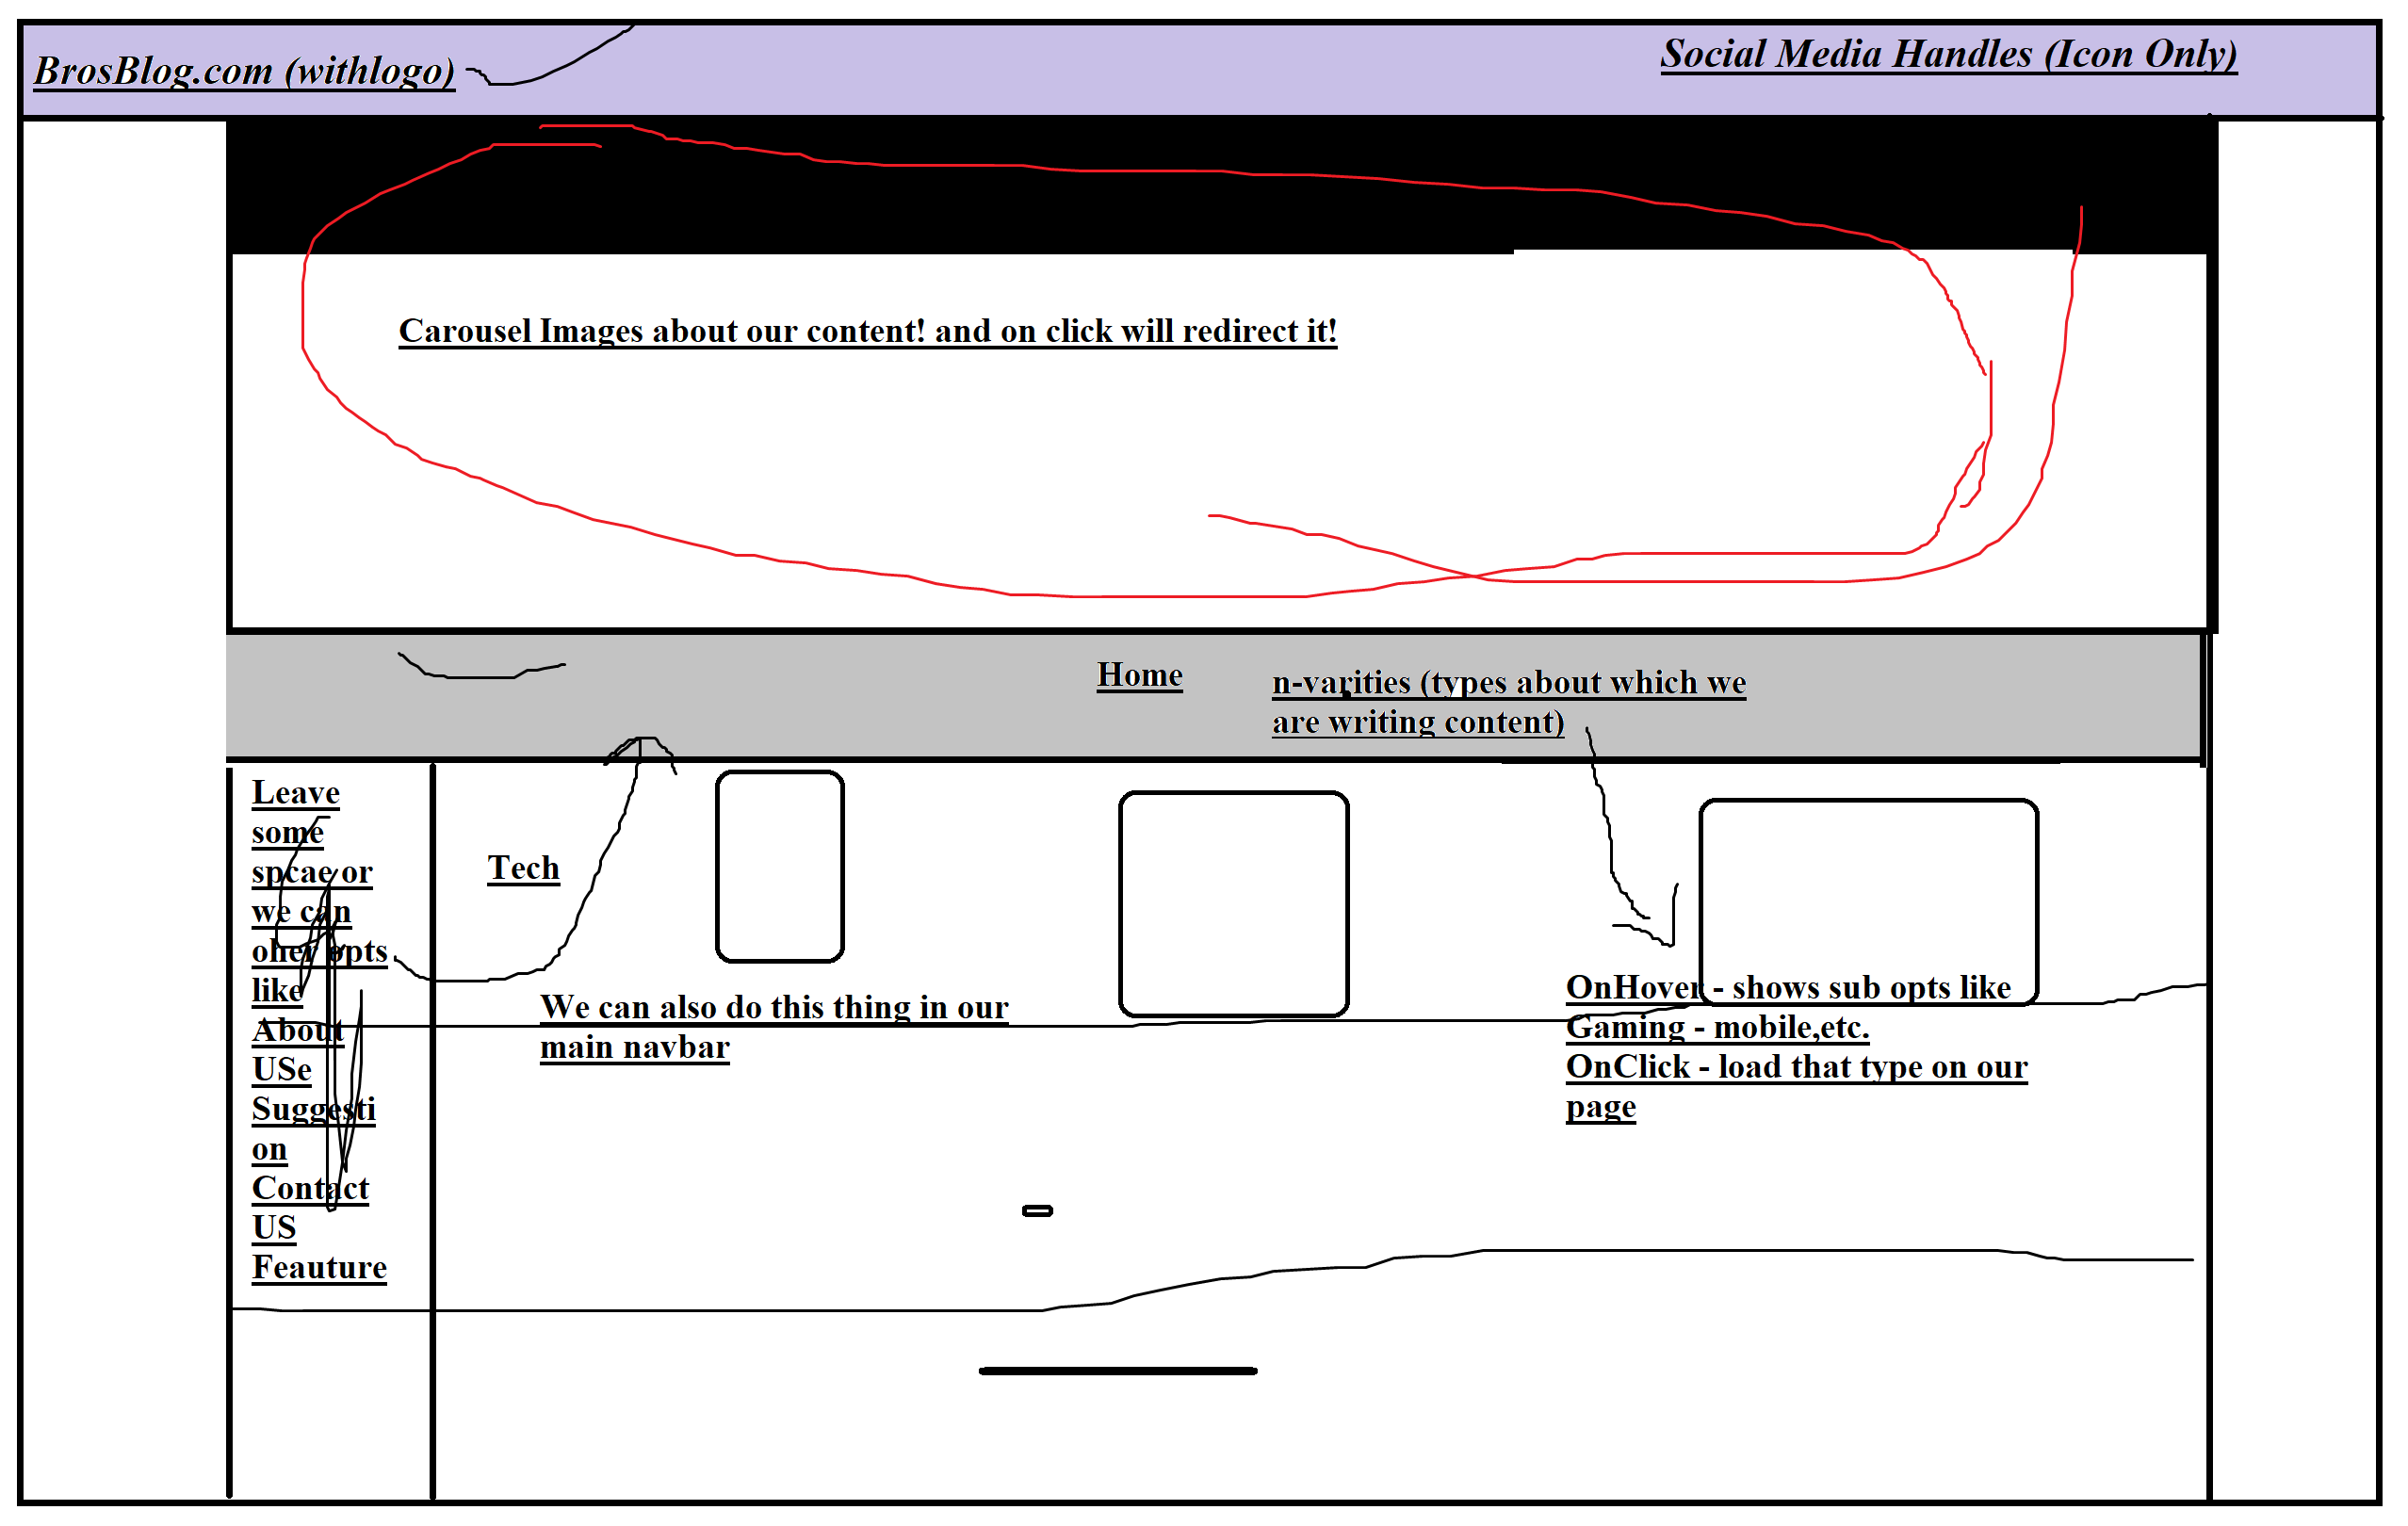 BrosBlog.com (withlogo)
Social Media Handles (Icon Only)
Carousel Images about our content! and on click will redirect it!
Home
n-varities (types about which we
are writing content)
Leave
some
spcae or
we can
oher opts
like
About
USe
Suggesti
on
Contact
US
Feauture
Tech
We can also do this thing in our
main navbar
OnHover - shows sub opts like
Gaming - mobile,etc.
OnClick - load that type on our
page